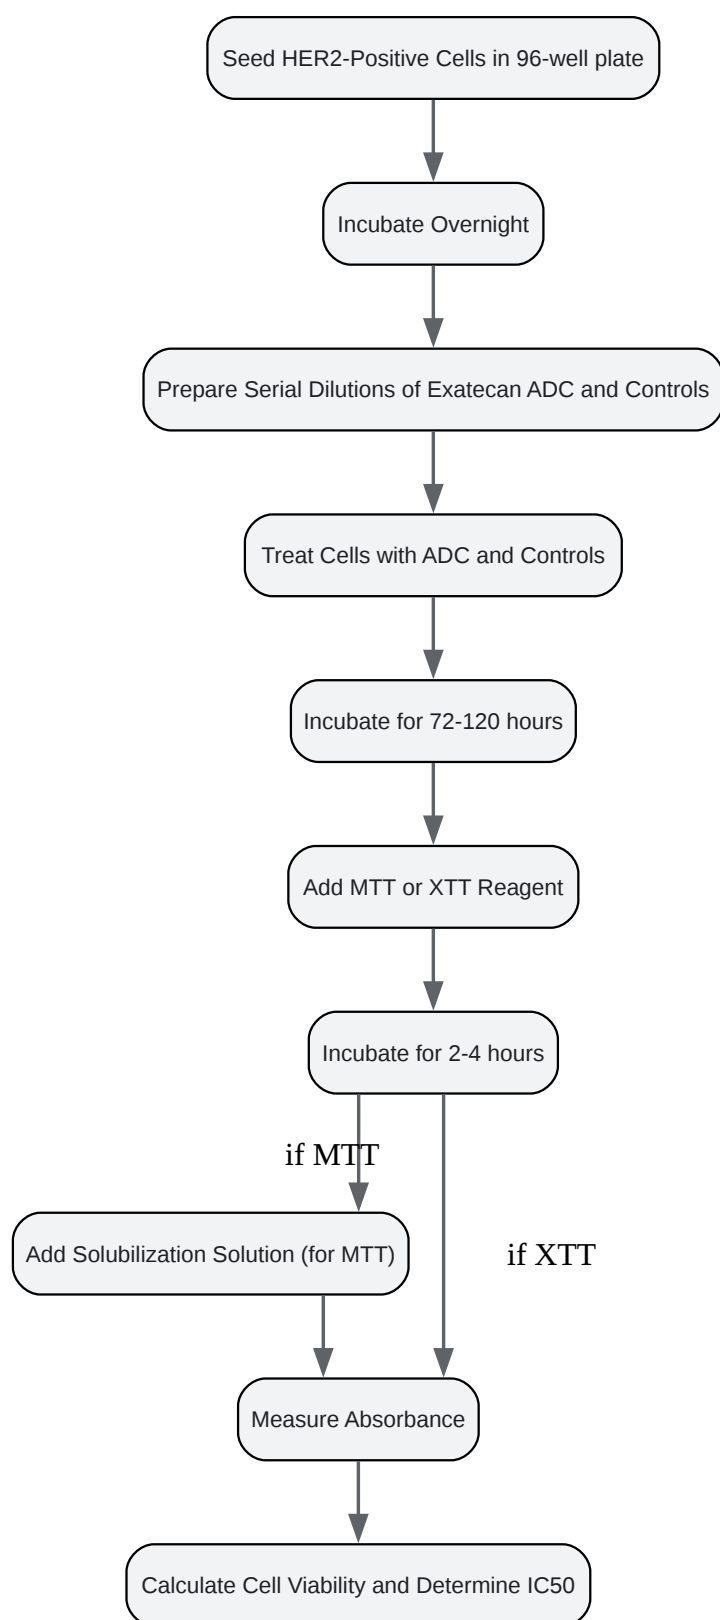 Seed HER2-Positive Cells in 96-well plate
Incubate Overnight
Prepare Serial Dilutions of Exatecan ADC and Controls
Treat Cells with ADC and Controls
Incubate for 72-120 hours
Add MTT or XTT Reagent
Incubate for 2-4 hours
if MTT
Add Solubilization Solution (for MTT)
if XTT
Measure Absorbance
Calculate Cell Viability and Determine IC50